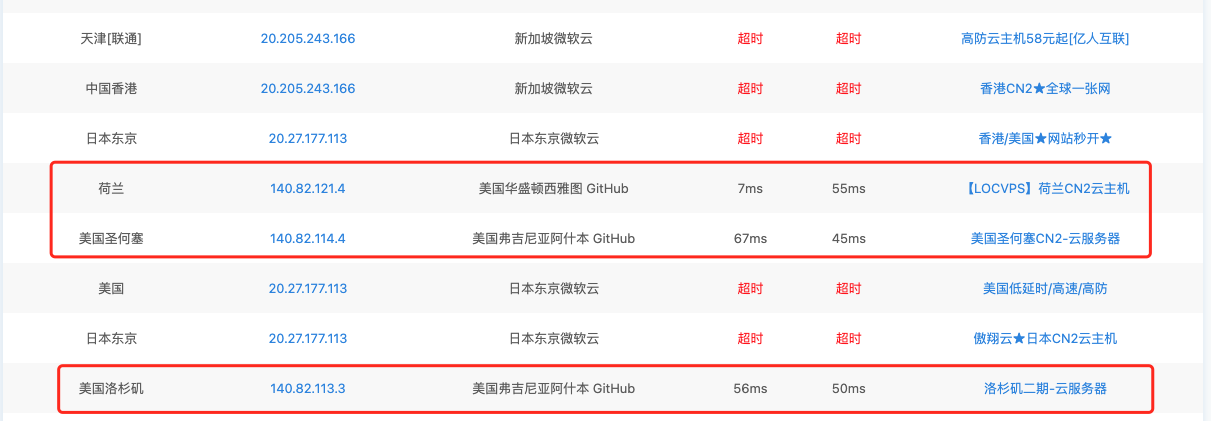 天津[联通] 20.205.243.166 新加坡微软云 超时 超时 高防云主机58元起[亿人互联]
中国香港 20.205.243.166 新加坡微软云 超时 超时 香港CN2★全球一张网
日本东京 20.27.177.113 日本东京微软云 超时 超时 香港/美国★网站秒开★
荷兰 140.82.121.4 美国华盛顿西雅图 GitHub 7ms 55ms 【LOCVPS】荷兰CN2云主机
美国圣何塞 140.82.114.4 美国弗吉尼亚阿什本 GitHub 67ms 45ms 美国圣何塞CN2-云服务器
美国 20.27.177.113 日本东京微软云 超时 超时 美国低延时/高速/高防
日本东京 20.27.177.113 日本东京微软云 超时 超时 傲翔云★日本CN2云主机
美国洛杉矶 140.82.113.3 美国弗吉尼亚阿什本 GitHub 56ms 50ms 洛杉矶二期-云服务器